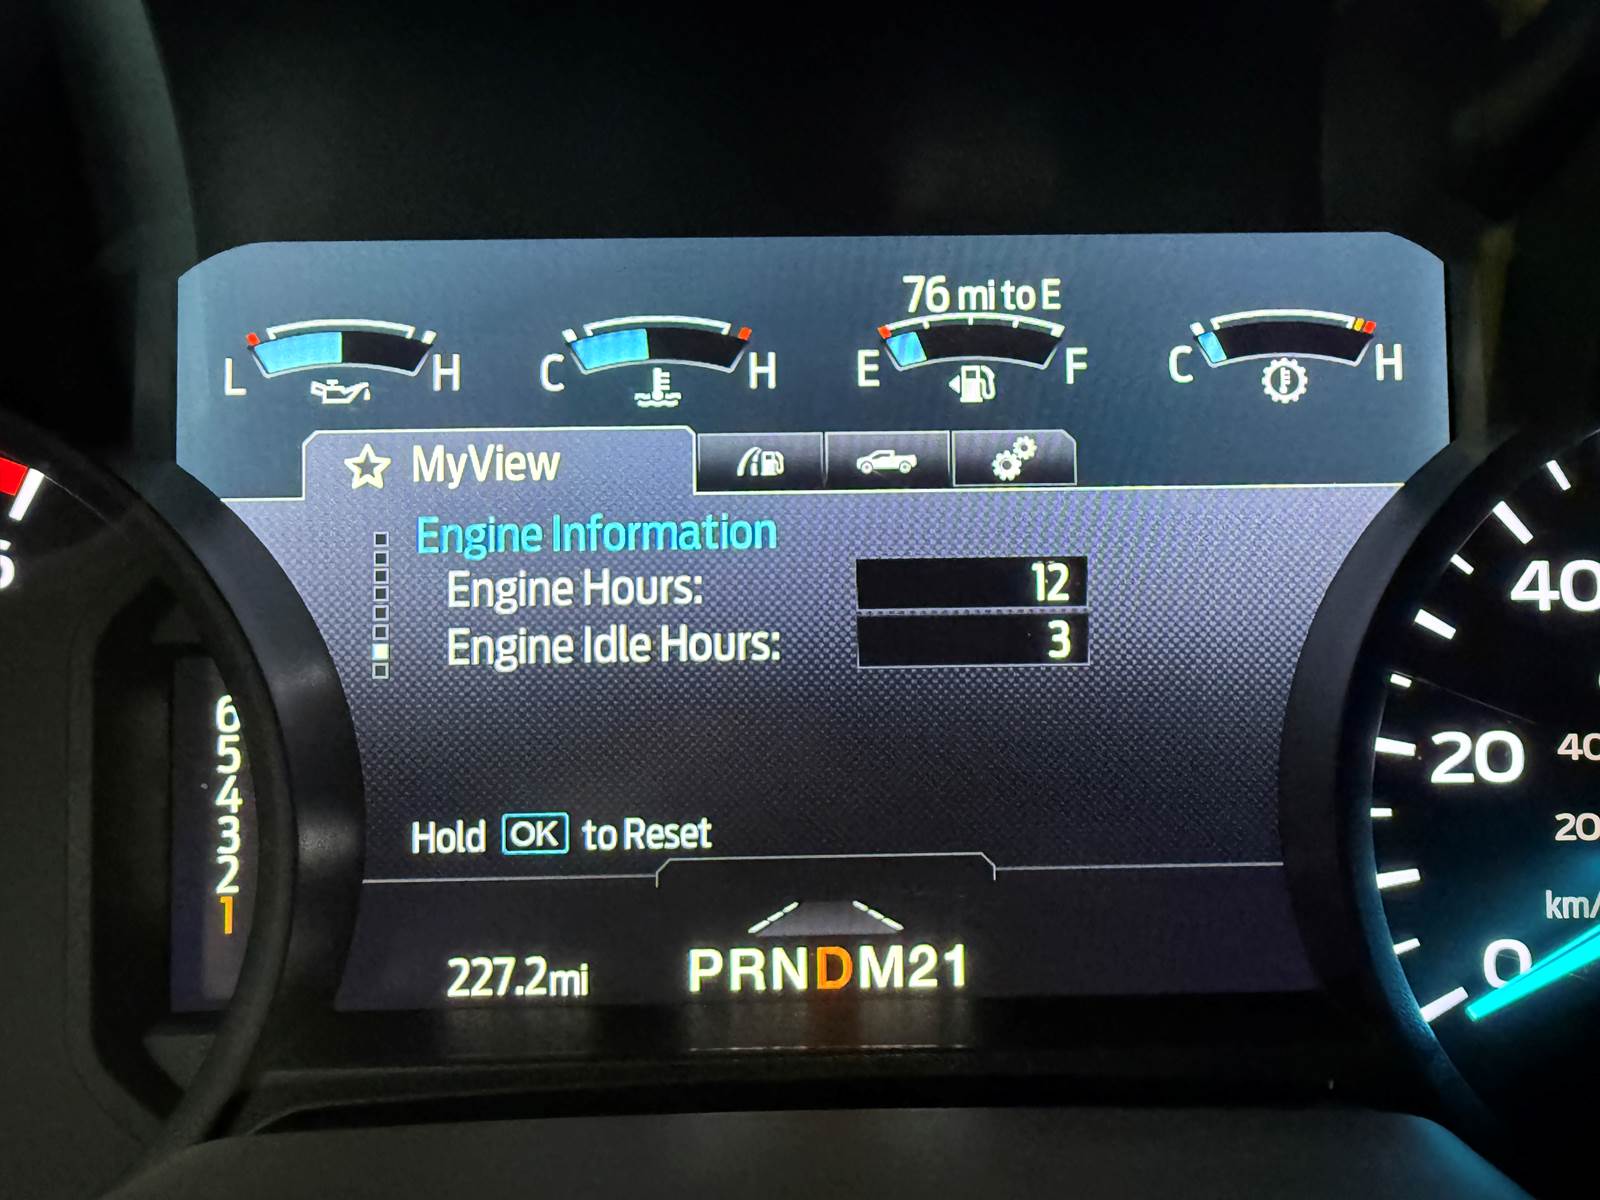 76 mi to E
L H
C H
E F
C H
MyView
Engine Information
Engine Hours: 12
Engine Idle Hours: 3
Hold OK to Reset
227.2mi
PRNDM21
6
5
4
3
2
1
40
20
0
40
20
km/